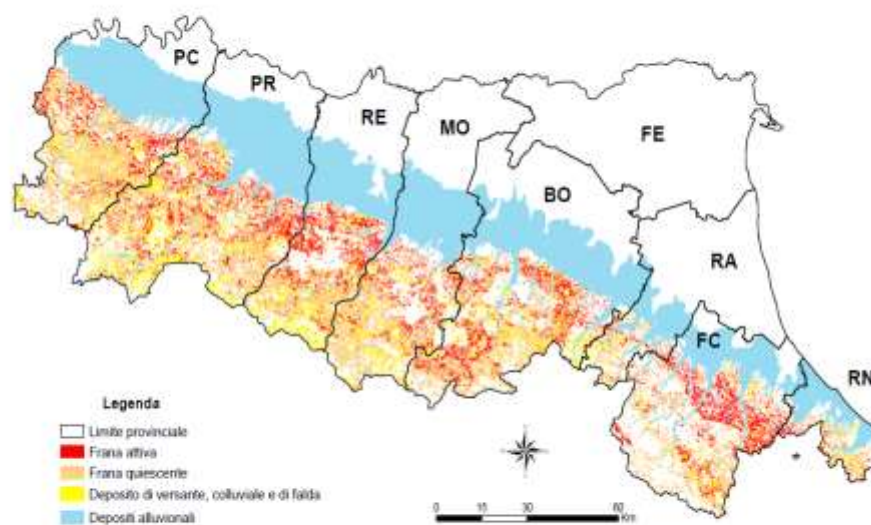 PC
PR
RE
MO
FE
BO
RA
FC
RN
Legenda
Limite provinciale
Frana attiva
Frana quiescente
Deposito di versante, colluviale e di falda
Depositi alluvionali
0 15 30 60
Km
*